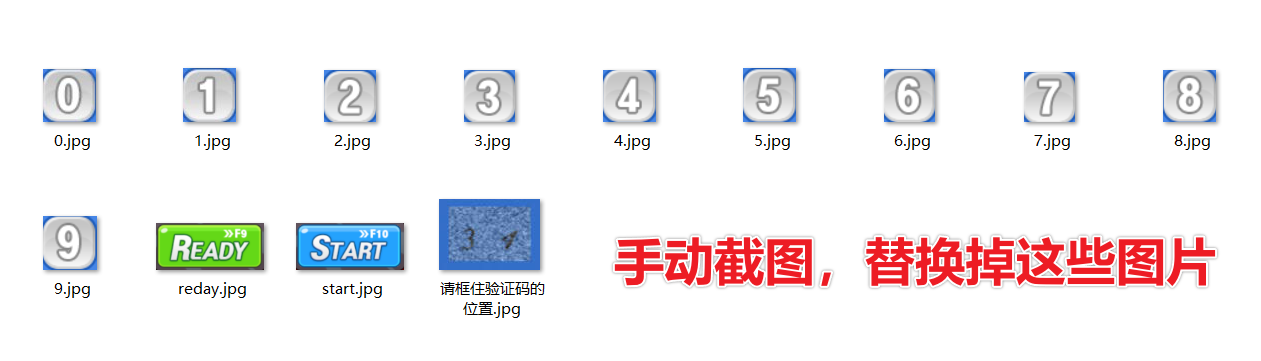 0 1 2 3 4 5 6 7 8
0.jpg 1.jpg 2.jpg 3.jpg 4.jpg 5.jpg 6.jpg 7.jpg 8.jpg
9 »F9 READY »F10 START 3 4
手动截图，替换掉这些图片
9.jpg reday.jpg start.jpg 请框住验证码的
位置.jpg